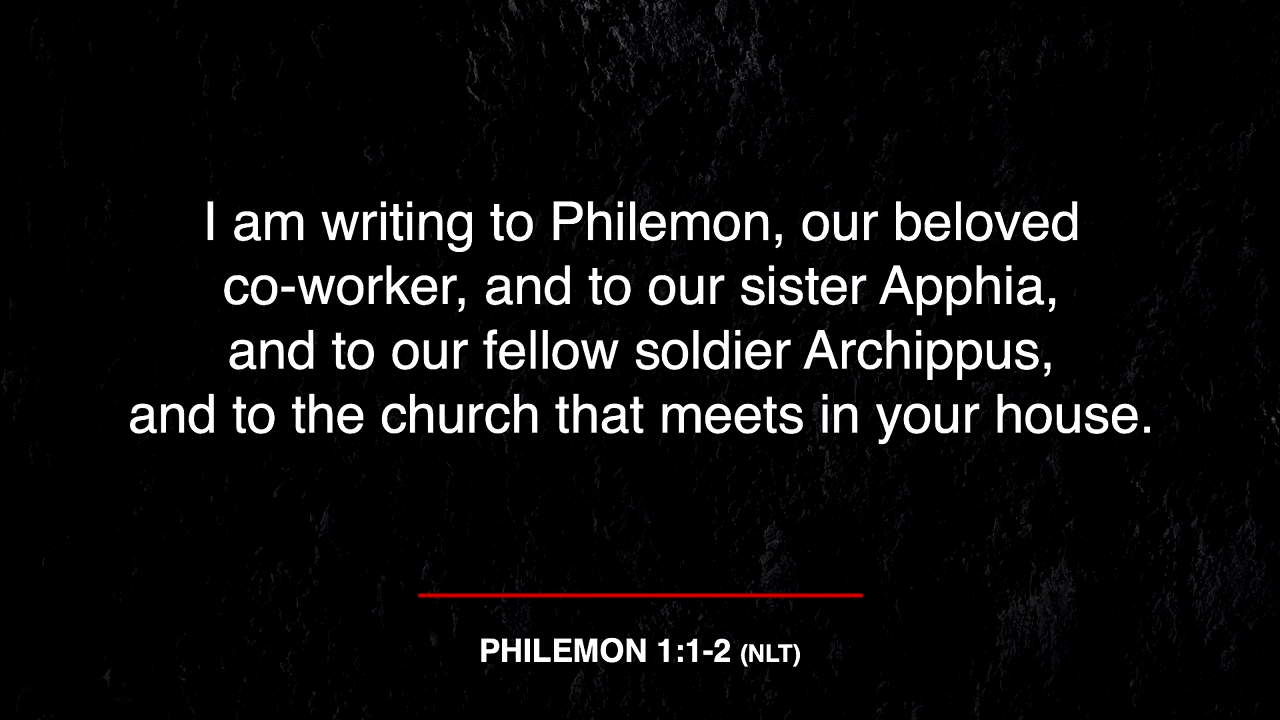 I am writing to Philemon, our beloved
co-worker, and to our sister Apphia,
and to our fellow soldier Archippus,
and to the church that meets in your house.
PHILEMON 1:1-2 (NLT)